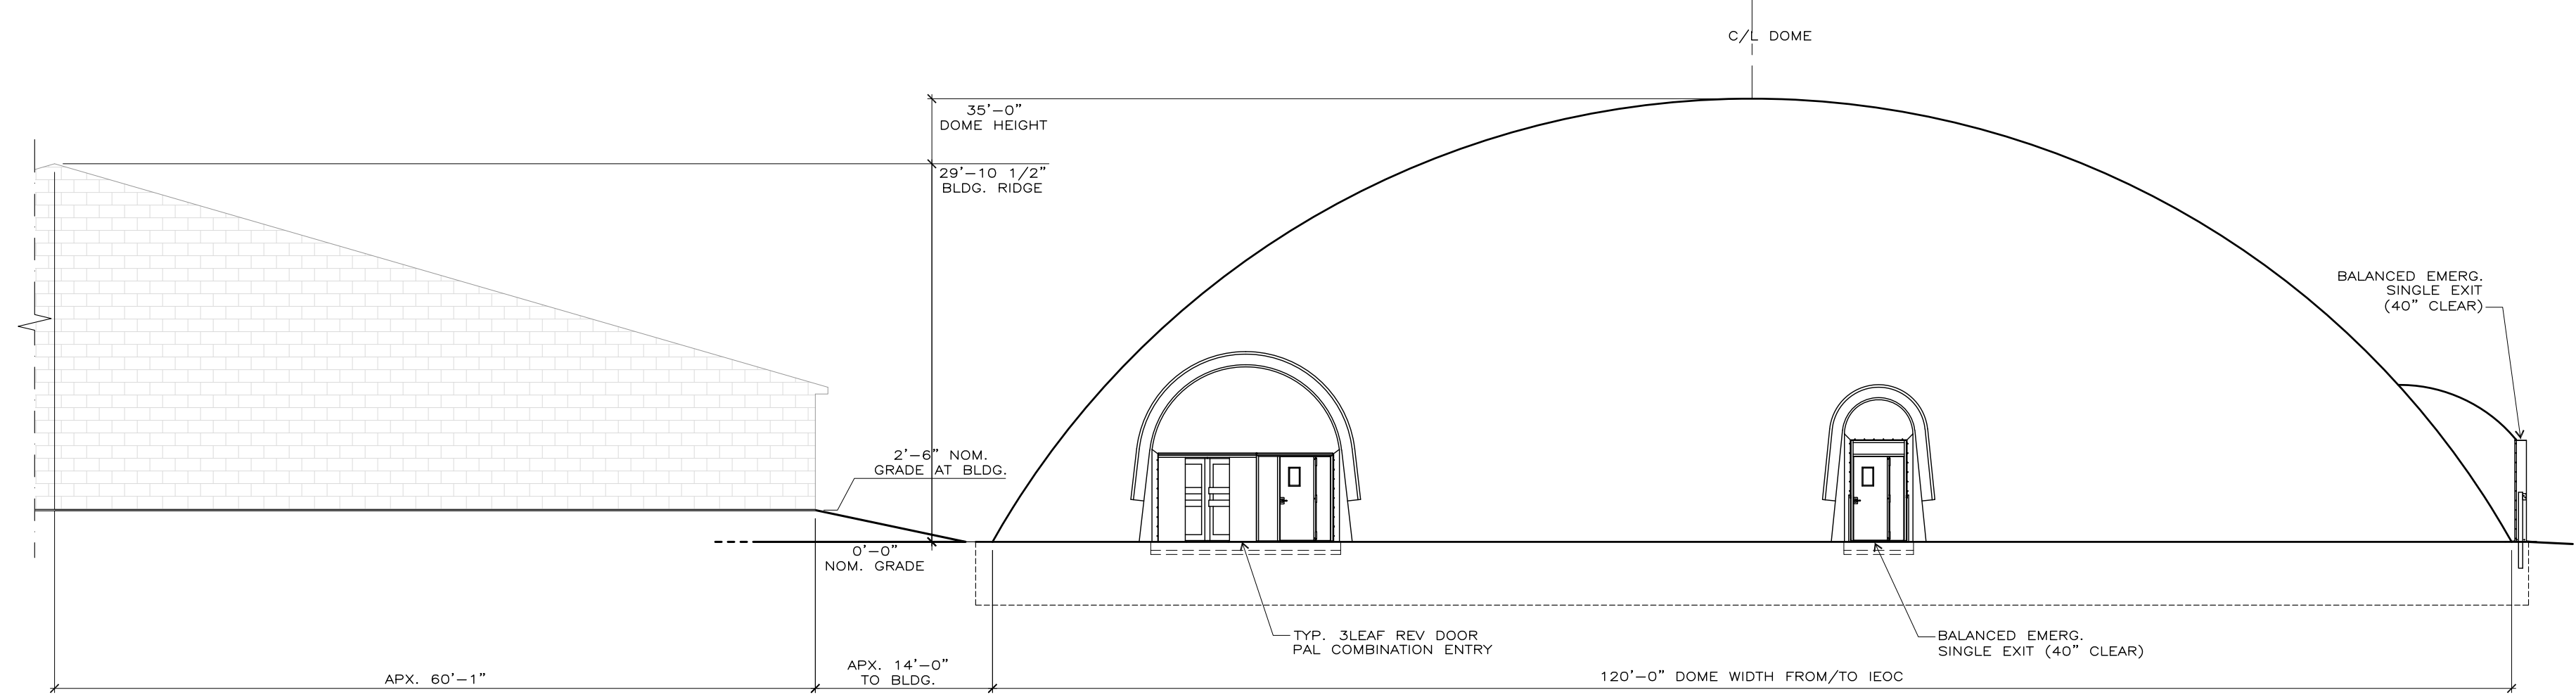 C/L DOME
35'-0"
DOME HEIGHT
29'-10 1/2"
BLDG. RIDGE
BALANCED EMERG.
SINGLE EXIT
(40" CLEAR)
2'-6" NOM.
GRADE AT BLDG.
0'-0"
NOM. GRADE
TYP. 3LEAF REV DOOR
PAL COMBINATION ENTRY
BALANCED EMERG.
SINGLE EXIT (40" CLEAR)
APX. 60'-1"
APX. 14'-0"
TO BLDG.
120'-0" DOME WIDTH FROM/TO IEOC